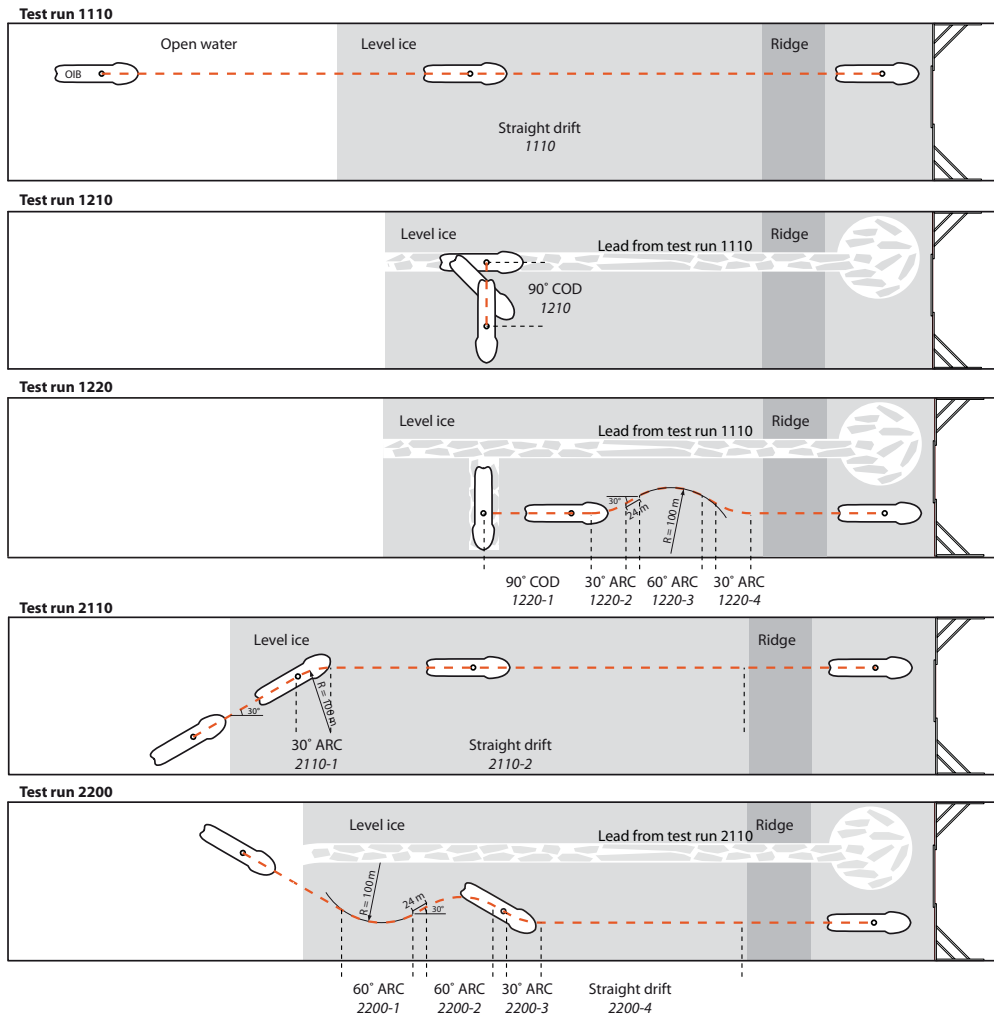 Test run 1110
Open water
Level ice
Ridge
OIB
Straight drift
1110
Test run 1210
Level ice
Lead from test run 1110
Ridge
90˚ COD
1210
Test run 1220
Level ice
Lead from test run 1110
Ridge
30°
24 m
R = 100 m
90˚ COD
1220-1
30˚ ARC
1220-2
60˚ ARC
1220-3
30˚ ARC
1220-4
Test run 2110
Level ice
Ridge
R = 100 m
30°
30˚ ARC
2110-1
Straight drift
2110-2
Test run 2200
Level ice
Lead from test run 2110
Ridge
R = 100 m
24 m
30°
60˚ ARC
2200-1
60˚ ARC
2200-2
30˚ ARC
2200-3
Straight drift
2200-4